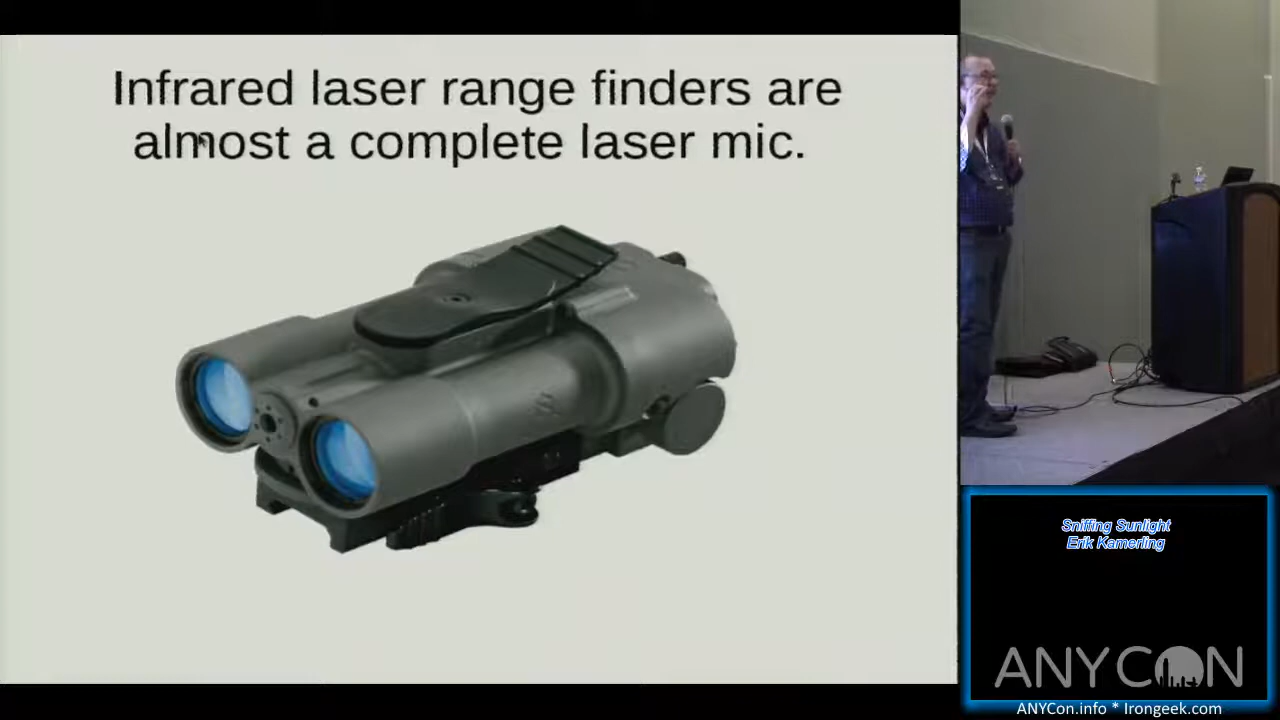 Infrared laser range finders are
almost a complete laser mic.
Sniffing Sunlight
Erik Kamerling
ANYCON
ANYCon.info * Irongeek.com